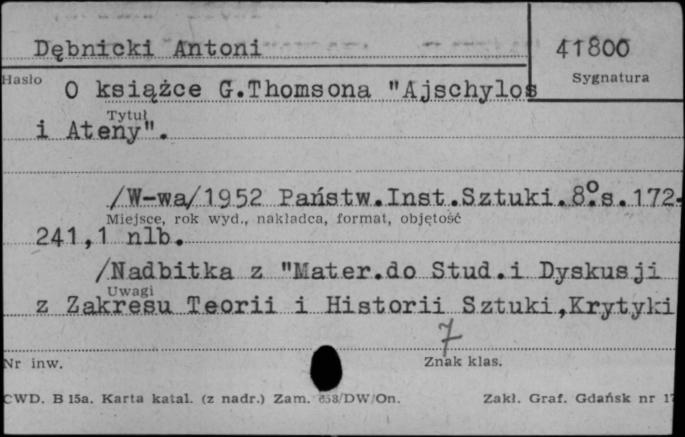 Dębnicki Antoni
41800
Hasło
Sygnatura
O książce G.Thomsona "Ajschylos
Tytuł
i Ateny".
/W-wa/1952 Państw.Inst.Sztuki.8°.s.172-
Miejsce, rok wyd., nakładca, format, objętość
241,1 nlb.
/Nadbitka z "Mater.do Stud.i Dyskusji
Uwagi
z Zakresu Teorii i Historii Sztuki,Krytyki
7
Nr inw.
Znak klas.
CWD. B 15a. Karta katal. (z nadr.) Zam. 658/DW/On.
Zakł. Graf. Gdańsk nr 17